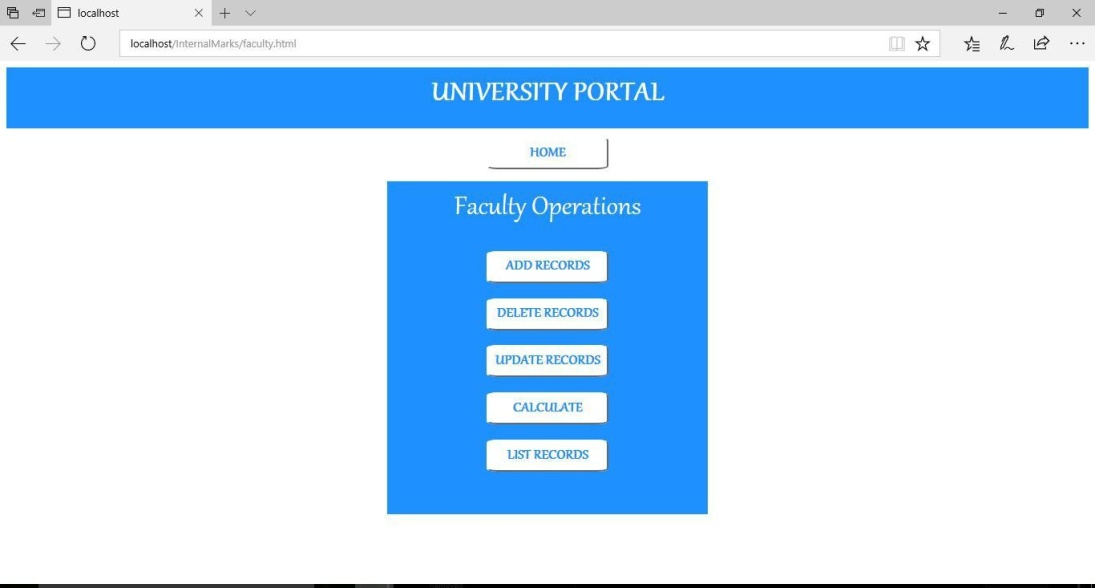 localhost
localhost/InternalMarks/faculty.html
UNIVERSITY PORTAL
HOME
Faculty Operations
ADD RECORDS
DELETE RECORDS
UPDATE RECORDS
CALCULATE
LIST RECORDS